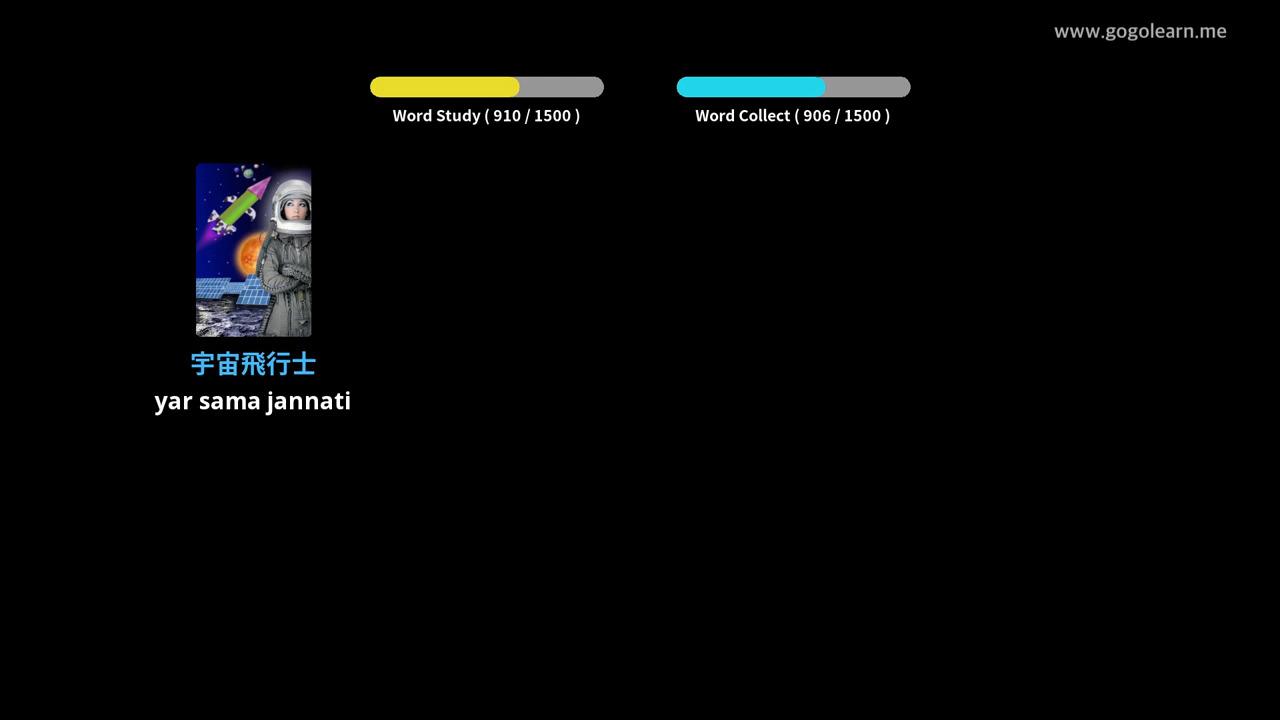 www.gogolearn.me
Word Study ( 910 / 1500 )
Word Collect ( 906 / 1500 )
宇宙飛行士
yar sama jannati